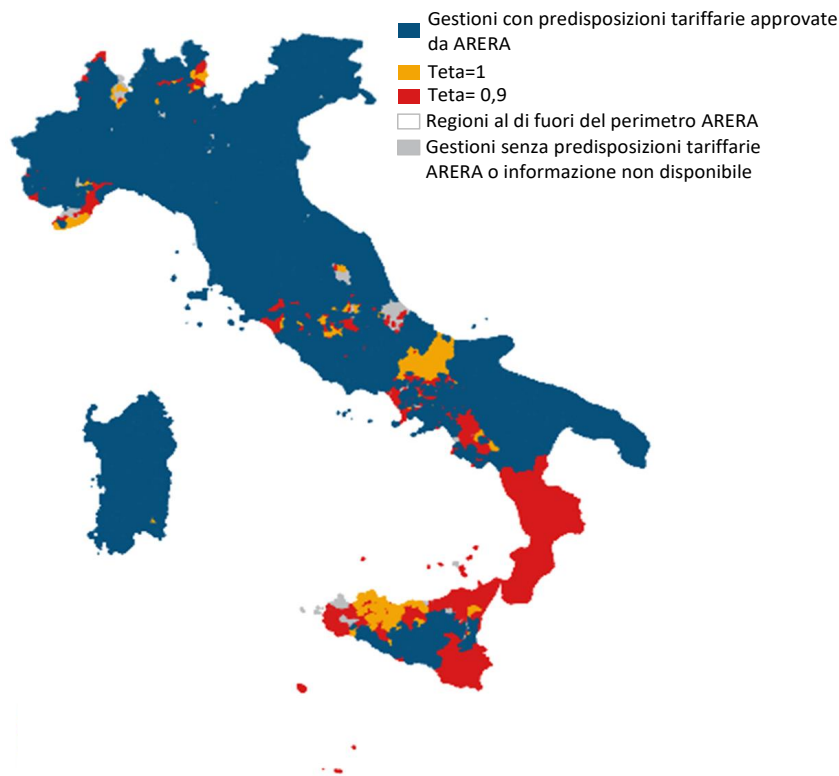 Gestioni con predisposizioni tariffarie approvate
da ARERA
Teta=1
Teta= 0,9
Regioni al di fuori del perimetro ARERA
Gestioni senza predisposizioni tariffarie
ARERA o informazione non disponibile